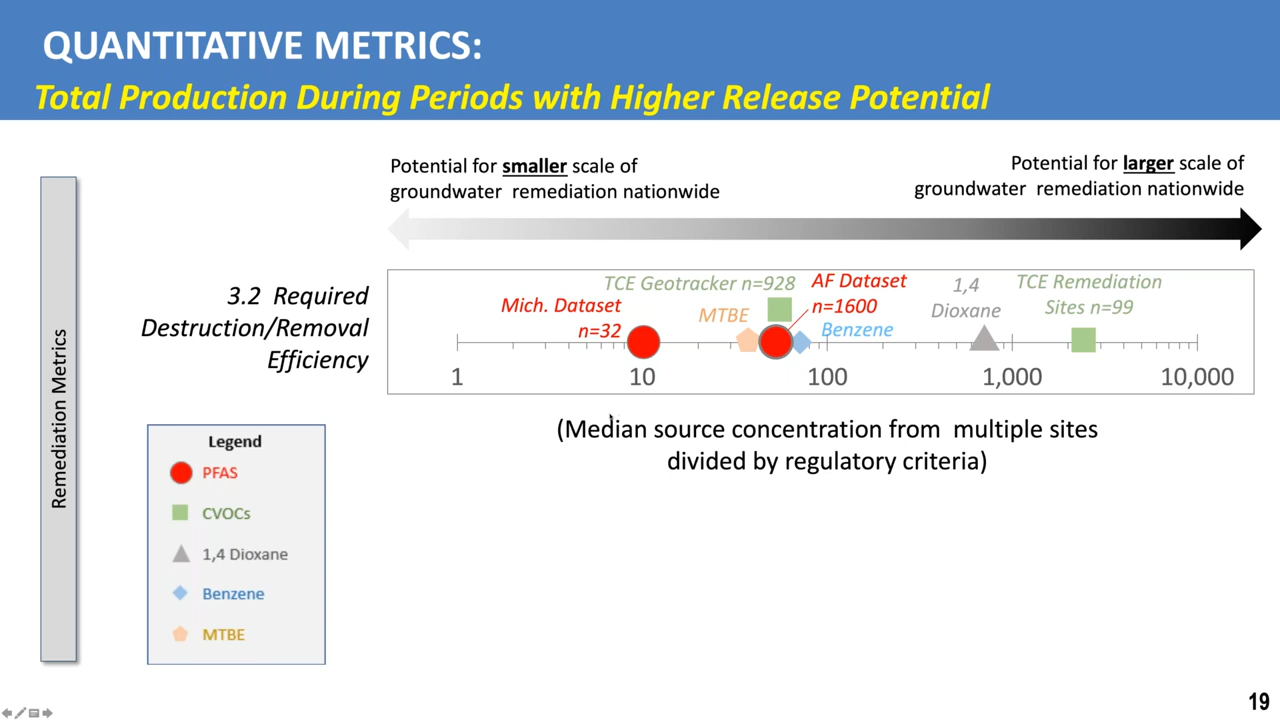 QUANTITATIVE METRICS:
Total Production During Periods with Higher Release Potential
Potential for smaller scale of
groundwater remediation nationwide
Potential for larger scale of
groundwater remediation nationwide
Remediation Metrics
3.2 Required
Destruction/Removal
Efficiency
TCE Geotracker n=928
AF Dataset
n=1600
1,4
Dioxane
TCE Remediation
Sites n=99
Mich. Dataset
n=32
MTBE
Benzene
1
10
100
1,000
10,000
(Median source concentration from multiple sites
divided by regulatory criteria)
Legend
PFAS
CVOCs
1,4 Dioxane
Benzene
MTBE
19